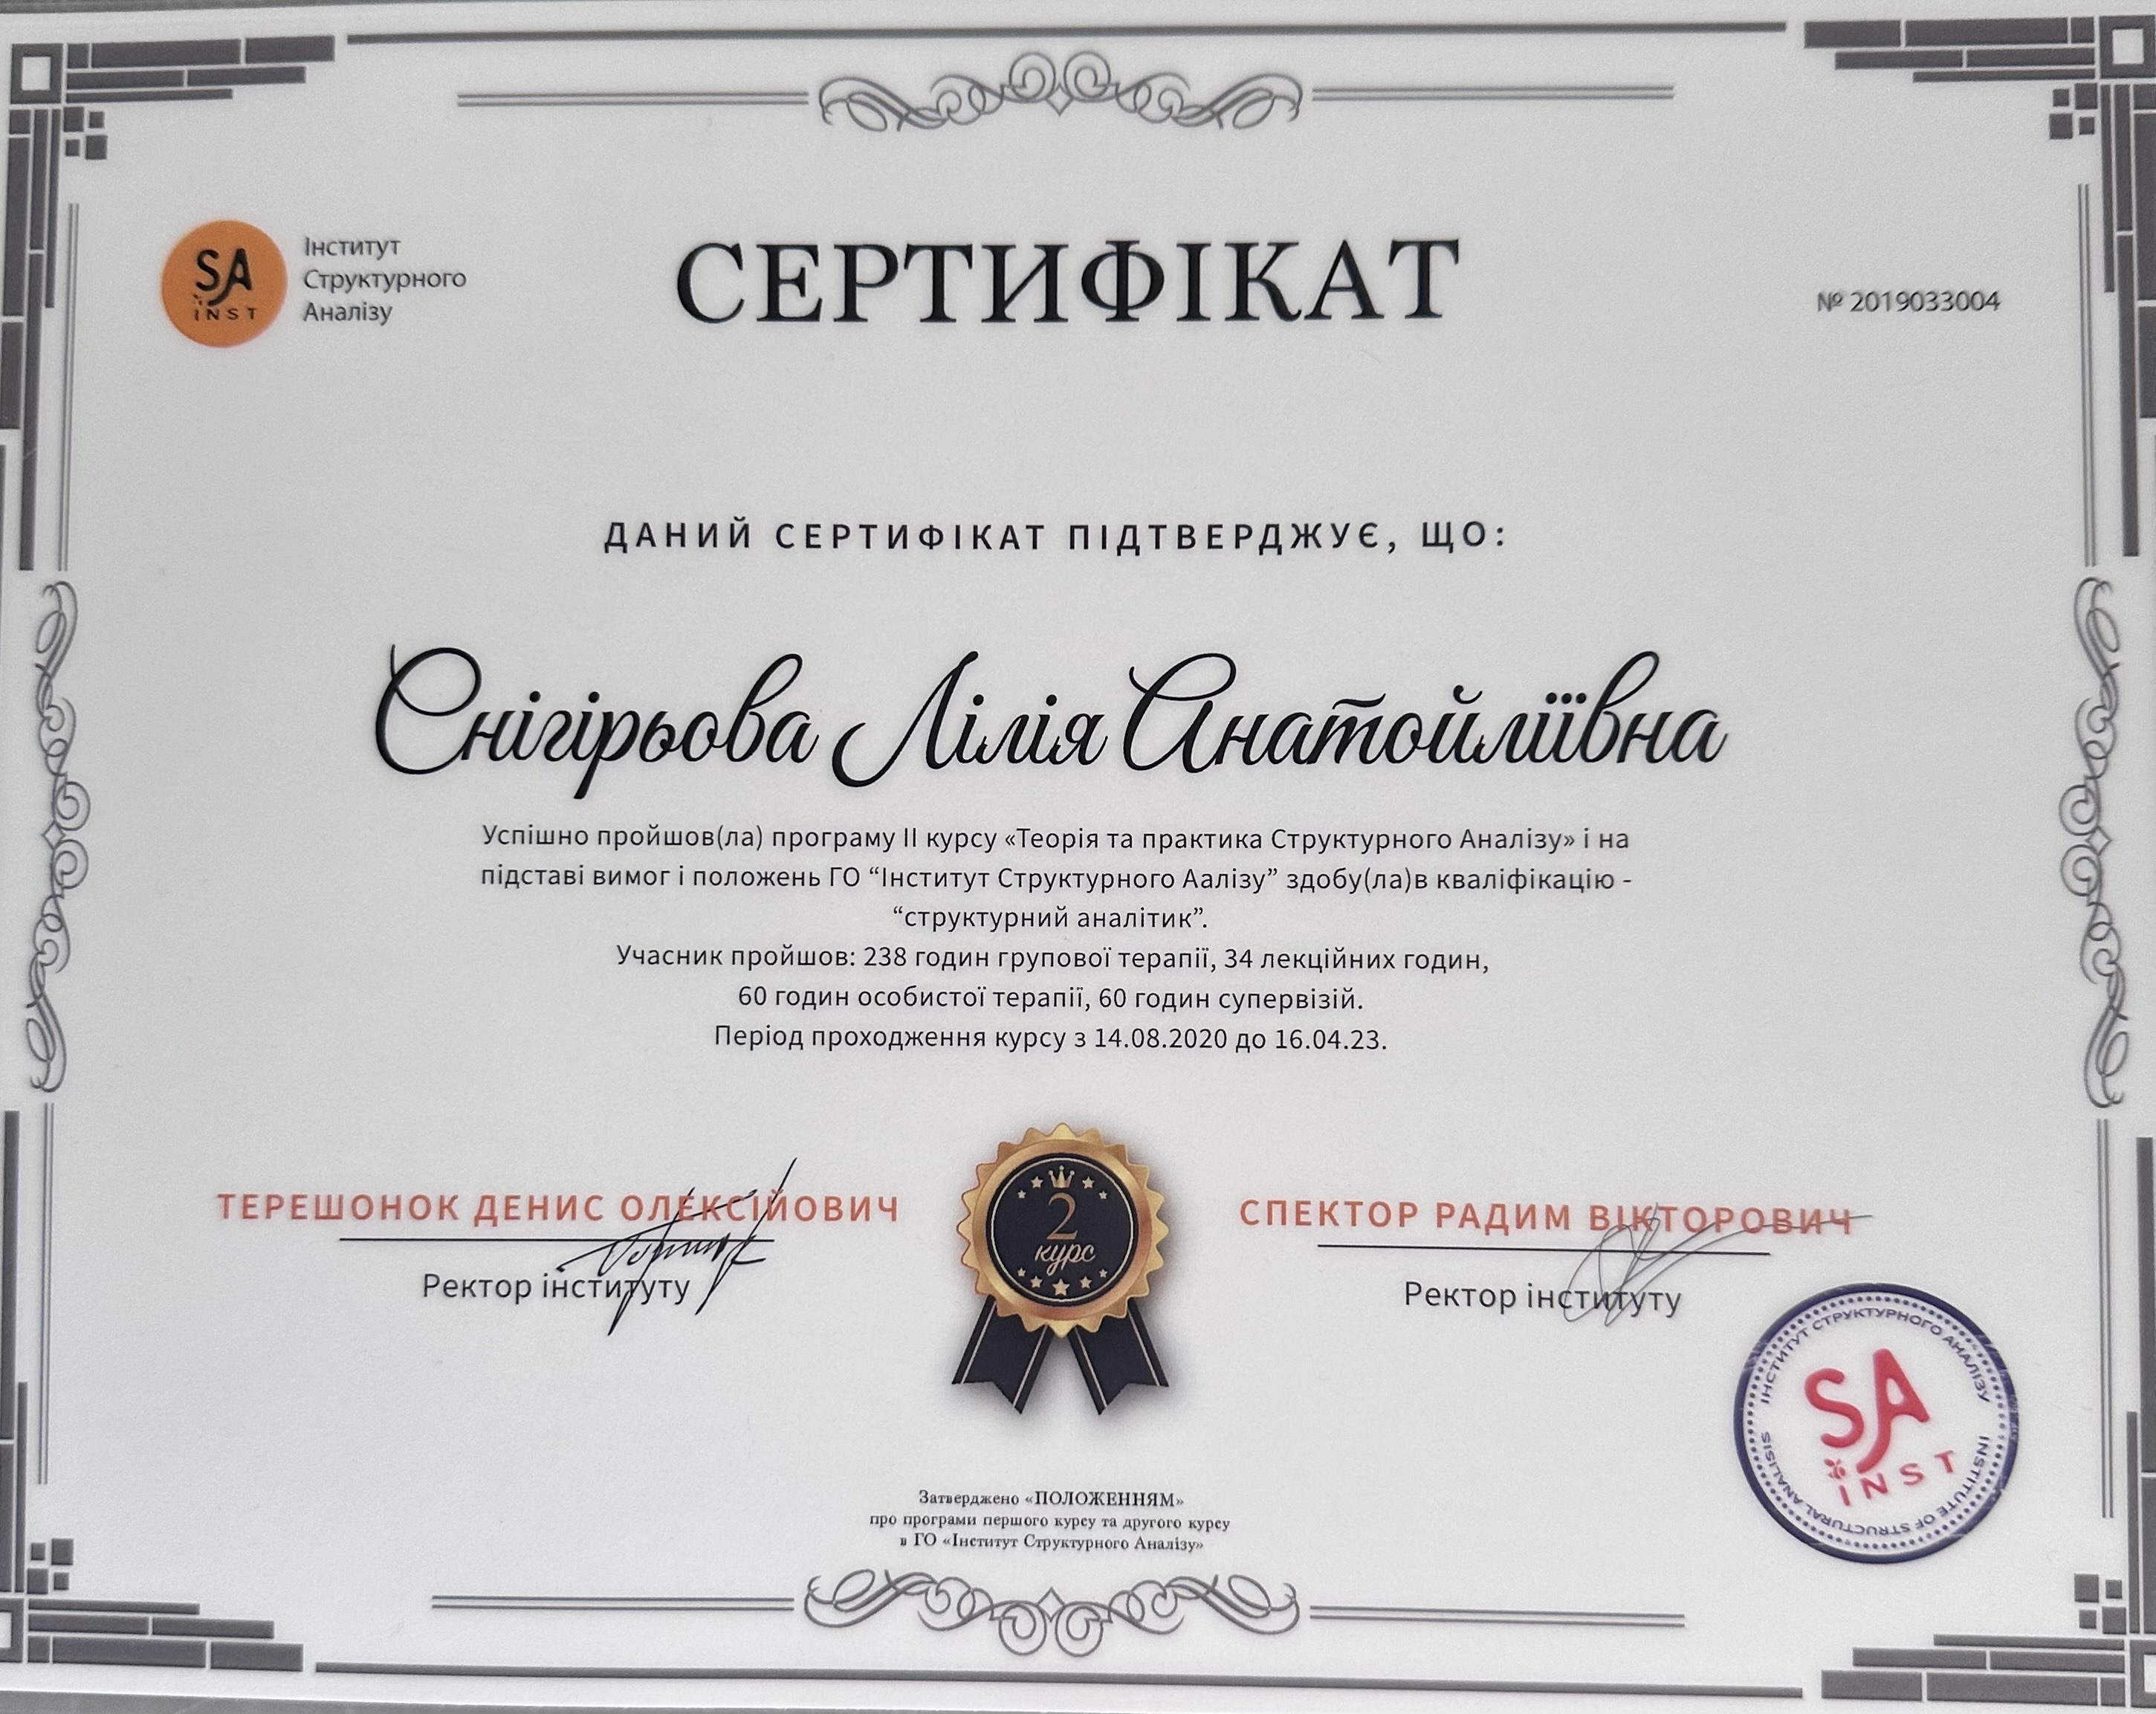 SA
INST
Інститут
Структурного
Аналізу
СЕРТИФІКАТ
№ 2019033004
ДАНИЙ СЕРТИФІКАТ ПІДТВЕРДЖУЄ, ЩО:
Снігірьова Лілія Анатойліївна
Успішно пройшов(ла) програму II курсу «Теорія та практика Структурного Аналізу» і на
підставі вимог і положень ГО “Інститут Структурного Аалізу” здобу(ла)в кваліфікацію -
“структурний аналітик”.
Учасник пройшов: 238 годин групової терапії, 34 лекційних годин,
60 годин особистої терапії, 60 годин супервізій.
Період проходження курсу з 14.08.2020 до 16.04.23.
ТЕРЕШОНОК ДЕНИС ОЛЕКСІЙОВИЧ
Ректор інституту
2
курс
СПЕКТОР РАДИМ ВІКТОРОВИЧ
Ректор інституту
ІНСТИТУТ СТРУКТУРНОГО АНАЛІЗУ
SA
INST
INSTITUTE OF STRUCTURAL ANALISIS
Затверджено «ПОЛОЖЕННЯМ»
про програми першого курсу та другого курсу
в ГО «Інститут Структурного Аналізу»